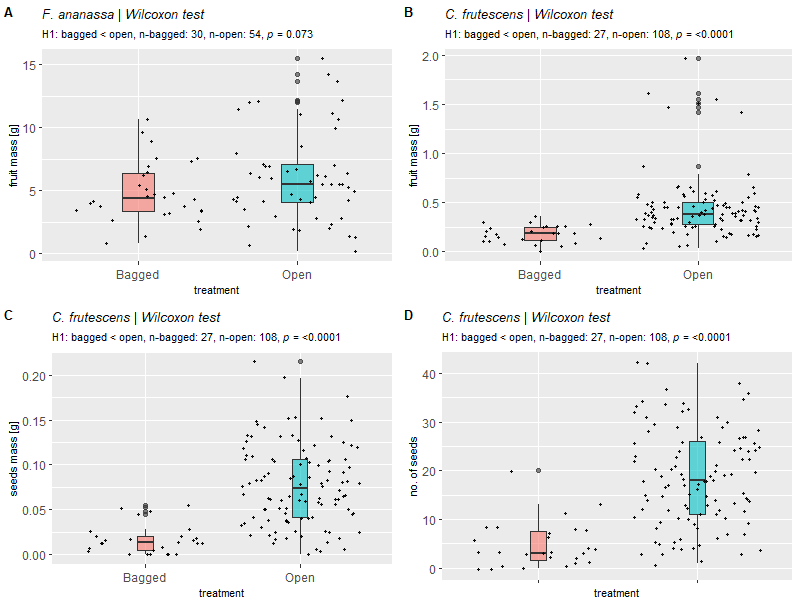 A
F. ananassa | Wilcoxon test
H1: bagged < open, n-bagged: 30, n-open: 54, p = 0.073
fruit mass [g]
15
10
5
0
Bagged
Open
treatment
B
C. frutescens | Wilcoxon test
H1: bagged < open, n-bagged: 27, n-open: 108, p = <0.0001
fruit mass [g]
2.0
1.5
1.0
0.5
0.0
Bagged
Open
treatment
C
C. frutescens | Wilcoxon test
H1: bagged < open, n-bagged: 27, n-open: 108, p = <0.0001
seeds mass [g]
0.20
0.15
0.10
0.05
0.00
Bagged
Open
treatment
D
C. frutescens | Wilcoxon test
H1: bagged < open, n-bagged: 27, n-open: 108, p = <0.0001
no. of seeds
40
30
20
10
0
treatment